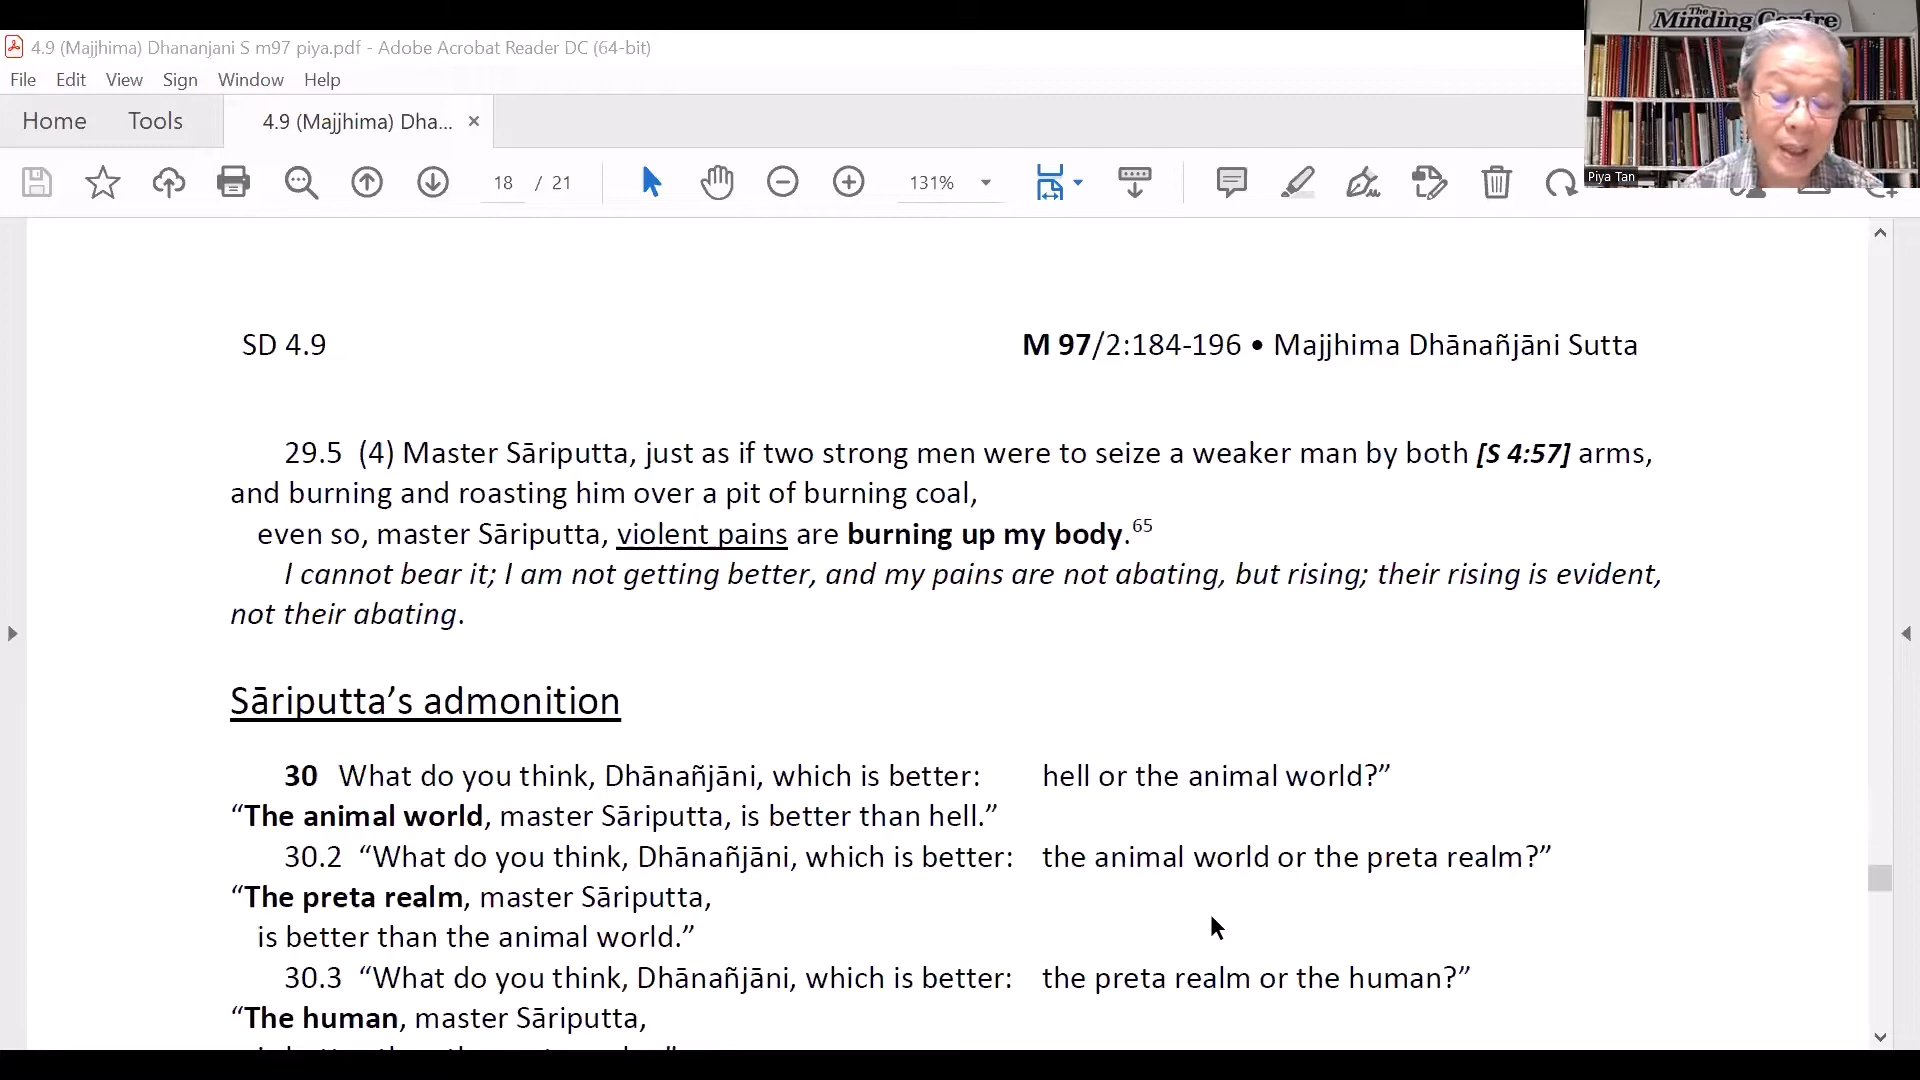 The
Minding Centre
4.9 (Majjhima) Dhananjani S m97 piya.pdf - Adobe Acrobat Reader DC (64-bit)
File Edit View Sign Window Help
Home Tools 4.9 (Majjhima) Dha... ×
18 / 21 131%
Piya Tan
SD 4.9 M 97/2:184-196 • Majjhima Dhānañjāni Sutta
29.5 (4) Master Sāriputta, just as if two strong men were to seize a weaker man by both [S 4:57] arms,
and burning and roasting him over a pit of burning coal,
even so, master Sāriputta, violent pains are burning up my body.65
I cannot bear it; I am not getting better, and my pains are not abating, but rising; their rising is evident,
not their abating.
Sāriputta’s admonition
30 What do you think, Dhānañjāni, which is better: hell or the animal world?”
“The animal world, master Sāriputta, is better than hell.”
30.2 “What do you think, Dhānañjāni, which is better: the animal world or the preta realm?”
“The preta realm, master Sāriputta,
is better than the animal world.”
30.3 “What do you think, Dhānañjāni, which is better: the preta realm or the human?”
“The human, master Sāriputta,